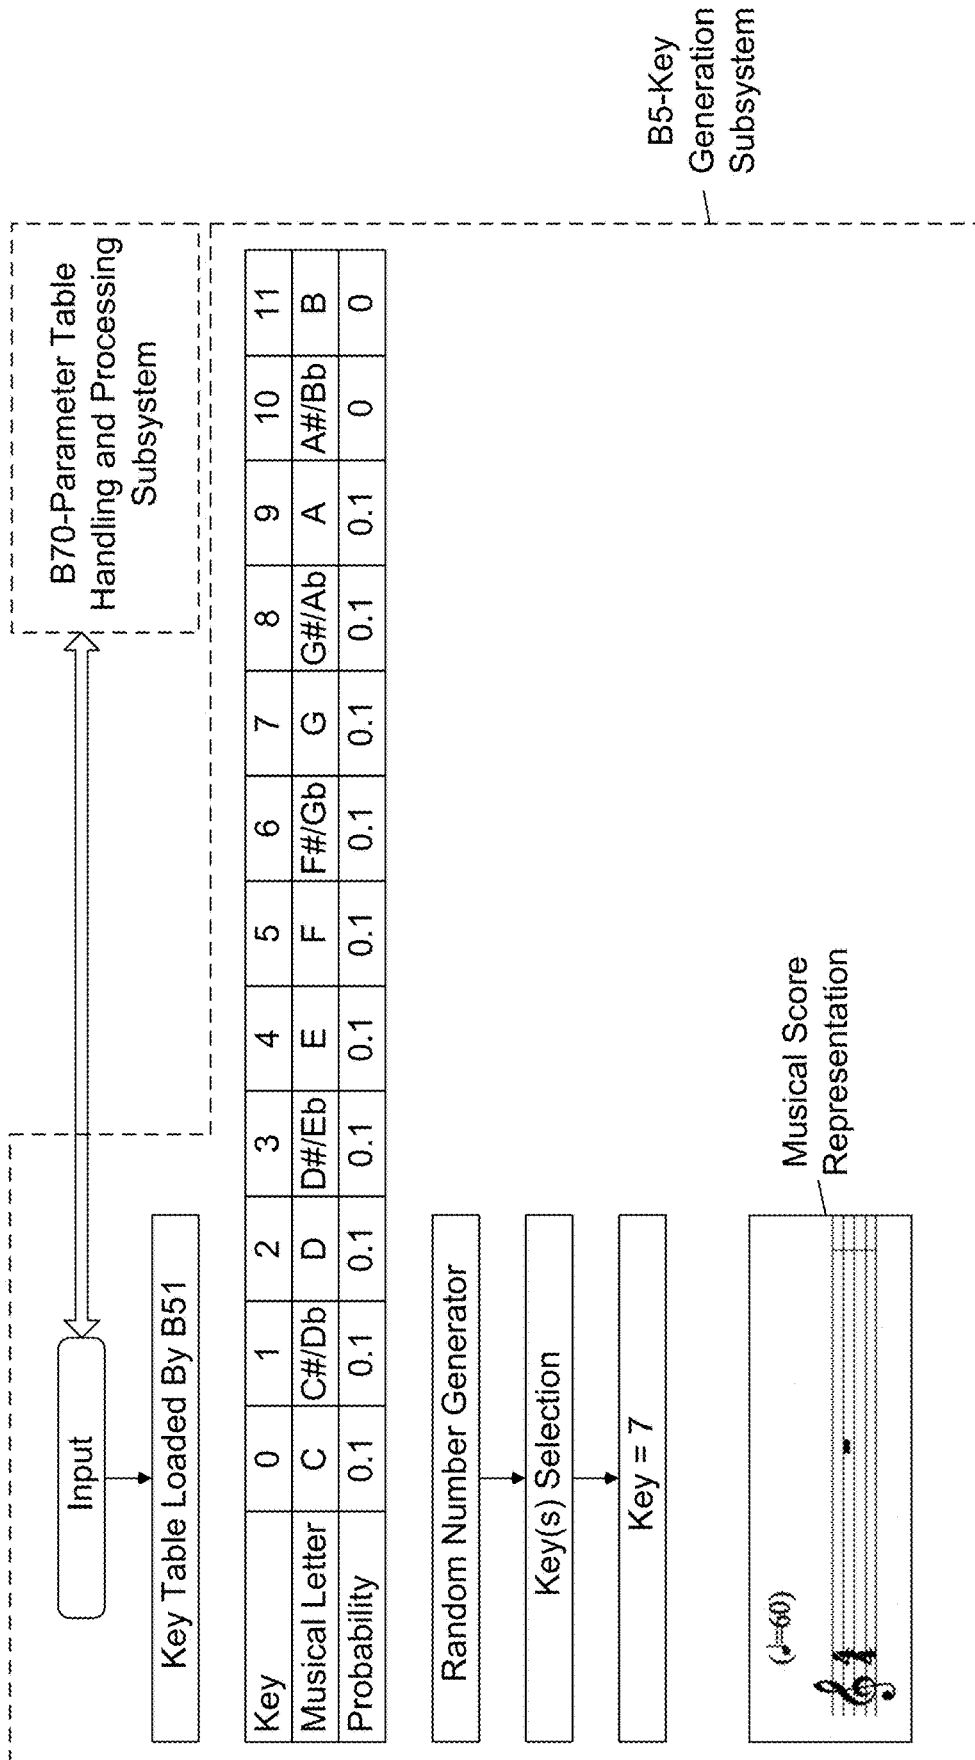 B70-Parameter Table
Handling and Processing
Subsystem
Input
Key Table Loaded By B51
B5-Key
Generation
Subsystem
Key 0 1 2 3 4 5 6 7 8 9 10 11
Musical Letter C C#/Db D D#/Eb E F F#/Gb G G#/Ab A A#/Bb B
Probability 0.1 0.1 0.1 0.1 0.1 0.1 0.1 0.1 0.1 0.1 0 0
Random Number Generator
Key(s) Selection
Key = 7
Musical Score
Representation
(♩=60)
4
4